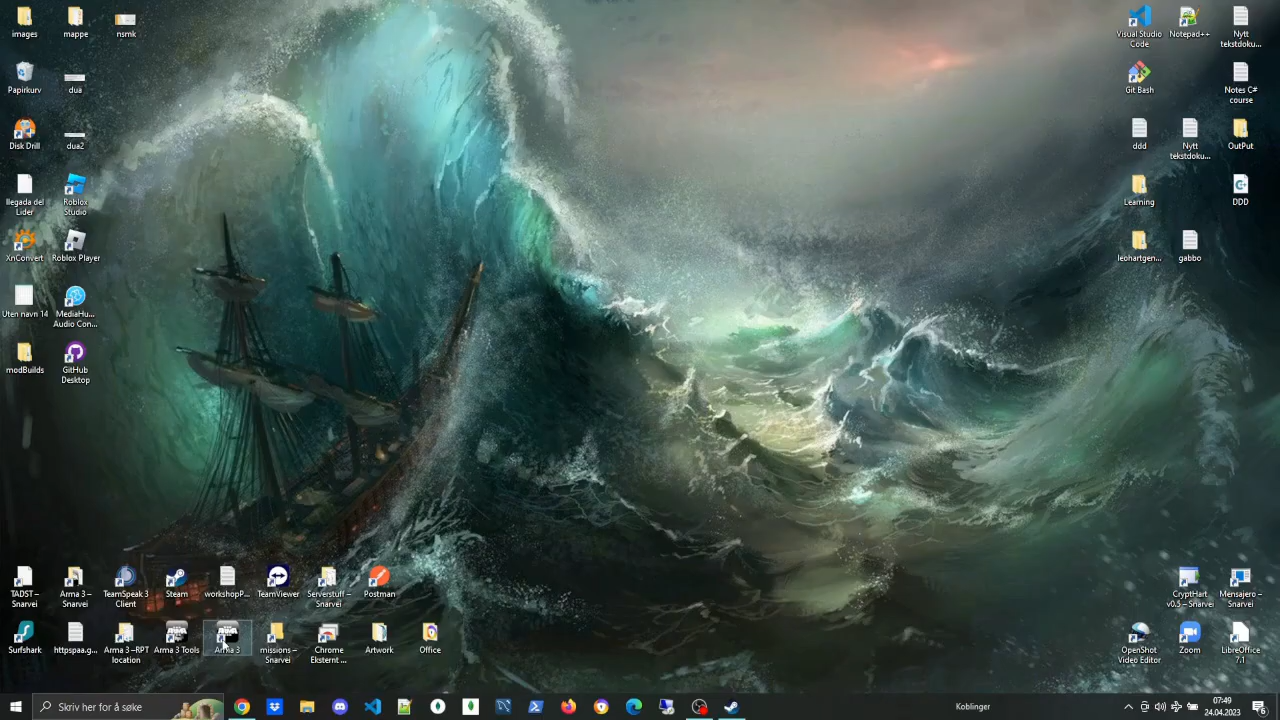 images
mappe
nsmk
Papirkurv
dua
Disk Drill
dua2
llegada del
Lider
Roblox
Studio
XnConvert
Roblox Player
Uten navn 14
MediaHu...
Audio Con...
modBuilds
GitHub
Desktop
Visual Studio
Code
Notepad++
Nytt
tekstdoku...
Git Bash
Notes C#
course
ddd
Nytt
tekstdoku...
OutPut
Learning
DDD
leohartgen...
gabbo
TADST –
Snarvei
Arma 3 –
Snarvei
TeamSpeak 3
Client
Steam
workshopP...
TeamViewer
Serverstuff –
Snarvei
Postman
CryptHart
v0.5 – Snarvei
Mensajero –
Snarvei
Surfshark
httpspaa.g...
Arma 3 –RPT
location
Arma 3 Tools
Arma 3
missions –
Snarvei
Chrome
Eksternt ...
Artwork
Office
OpenShot
Video Editor
Zoom
LibreOffice
7.1
Skriv her for å søke
Koblinger
07:49
24.04.2023
6